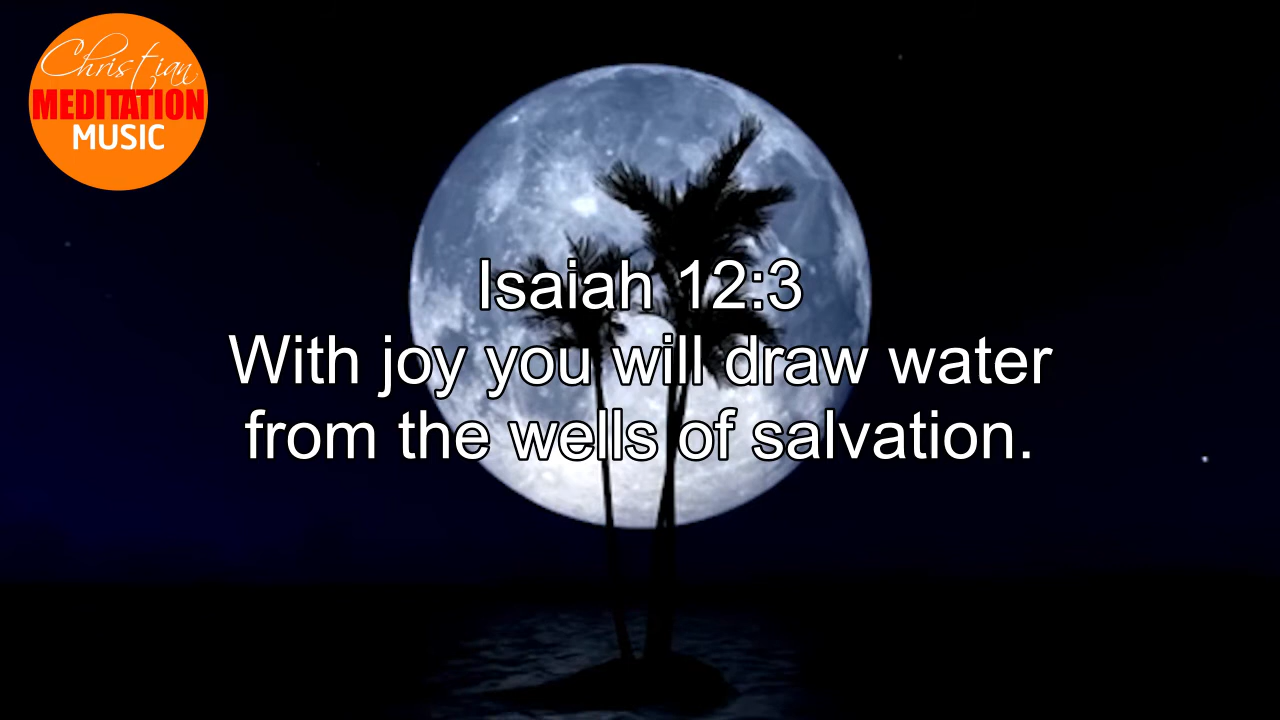 Christian
MEDITATION
MUSIC
Isaiah 12:3
With joy you will draw water
from the wells of salvation.